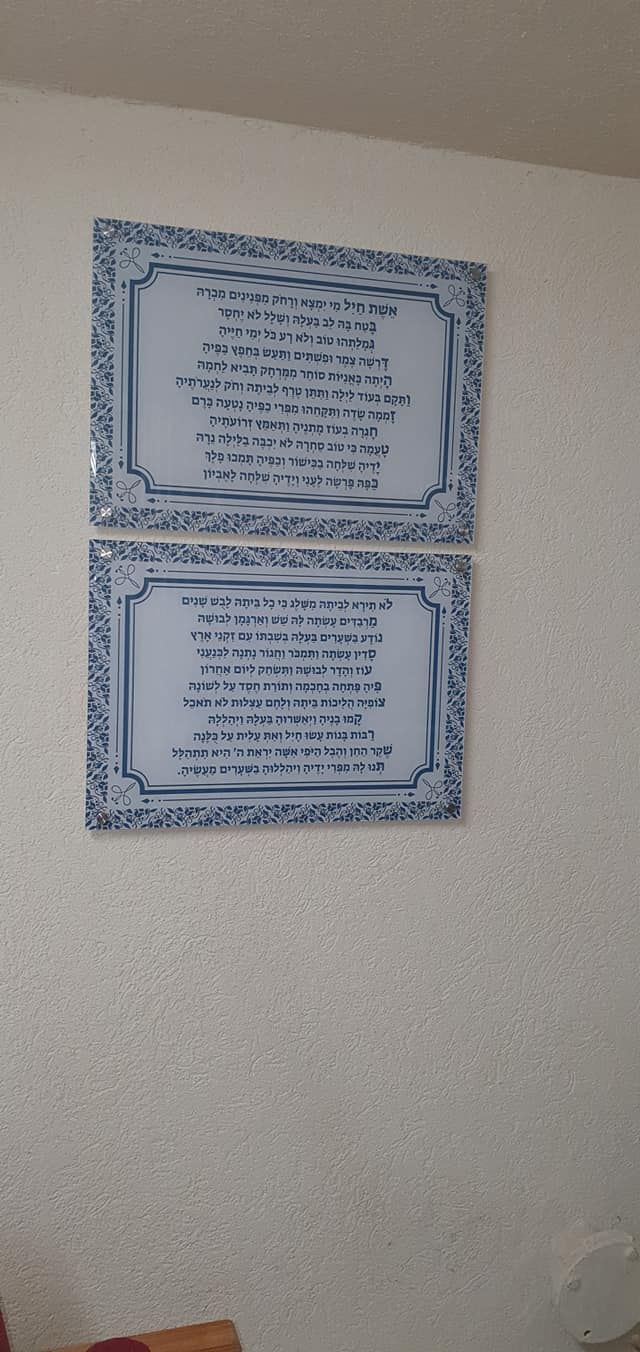 אֵשֶׁת חַיִל מִי יִמְצָא וְרָחֹק מִפְּנִינִים מִכְרָהּ
בָּטַח בָּהּ לֵב בַּעְלָהּ וְשָׁלָל לֹא יֶחְסָר
גְּמָלַתְהוּ טוֹב וְלֹא רָע כֹּל יְמֵי חַיֶּיהָ
דָּרְשָׁה צֶמֶר וּפִשְׁתִּים וַתַּעַשׂ בְּחֵפֶץ כַּפֶּיהָ
הָיְתָה כָּאֳנִיּוֹת סוֹחֵר מִמֶּרְחָק תָּבִיא לַחְמָהּ
וַתָּקָם בְּעוֹד לַיְלָה וַתִּתֵּן טֶרֶף לְבֵיתָהּ וְחֹק לְנַעֲרֹתֶיהָ
זָמְמָה שָׂדֶה וַתִּקָּחֵהוּ מִפְּרִי כַפֶּיהָ נָטְעָה כָּרֶם
חָגְרָה בְעוֹז מָתְנֶיהָ וַתְּאַמֵּץ זְרוֹעֹתֶיהָ
טָעֲמָה כִּי טוֹב סַחְרָהּ לֹא יִכְבֶּה בַלַּיְלָה נֵרָהּ
יָדֶיהָ שִׁלְּחָה בַכִּישׁוֹר וְכַפֶּיהָ תָּמְכוּ פָלֶךְ
כַּפָּהּ פָּרְשָׂה לֶעָנִי וְיָדֶיהָ שִׁלְּחָה לָאֶבְיוֹן
לֹא תִירָא לְבֵיתָהּ מִשָּׁלֶג כִּי כָל בֵּיתָהּ לָבֻשׁ שָׁנִים
מַרְבַדִּים עָשְׂתָה לָּהּ שֵׁשׁ וְאַרְגָּמָן לְבוּשָׁהּ
נוֹדָע בַּשְּׁעָרִים בַּעְלָהּ בְּשִׁבְתּוֹ עִם זִקְנֵי אָרֶץ
סָדִין עָשְׂתָה וַתִּמְכֹּר וַחֲגוֹר נָתְנָה לַכְּנַעֲנִי
עוֹז וְהָדָר לְבוּשָׁהּ וַתִּשְׂחַק לְיוֹם אַחֲרוֹן
פִּיהָ פָּתְחָה בְחָכְמָה וְתוֹרַת חֶסֶד עַל לְשׁוֹנָהּ
צוֹפִיָּה הֲלִיכוֹת בֵּיתָהּ וְלֶחֶם עַצְלוּת לֹא תֹאכֵל
קָמוּ בָנֶיהָ וַיְאַשְּׁרוּהָ בַּעְלָהּ וַיְהַלְלָהּ
רַבּוֹת בָּנוֹת עָשׂוּ חָיִל וְאַתְּ עָלִית עַל כֻּלָּנָה
שֶׁקֶר הַחֵן וְהֶבֶל הַיֹּפִי אִשָּׁה יִרְאַת ה' הִיא תִתְהַלָּל
תְּנוּ לָהּ מִפְּרִי יָדֶיהָ וִיהַלְלוּהָ בַשְּׁעָרִים מַעֲשֶׂיהָ.